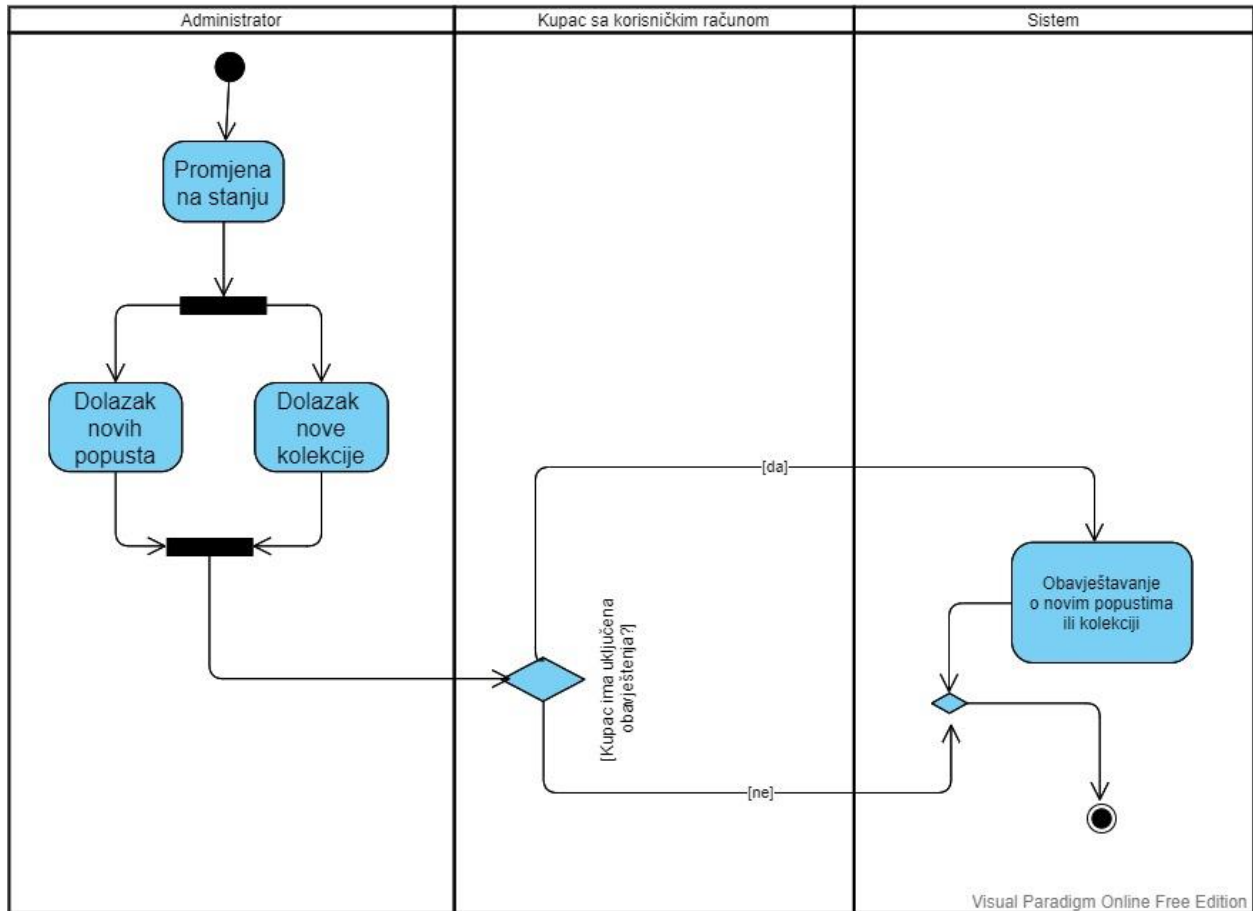 Administrator
Kupac sa korisničkim računom
Sistem
Promjena
na stanju
Dolazak
novih
popusta
Dolazak
nove
kolekcije
[da]
Obavještavanje
o novim popustima
ili kolekciji
[Kupac ima uključena
obavještenja?]
[ne]
Visual Paradigm Online Free Edition